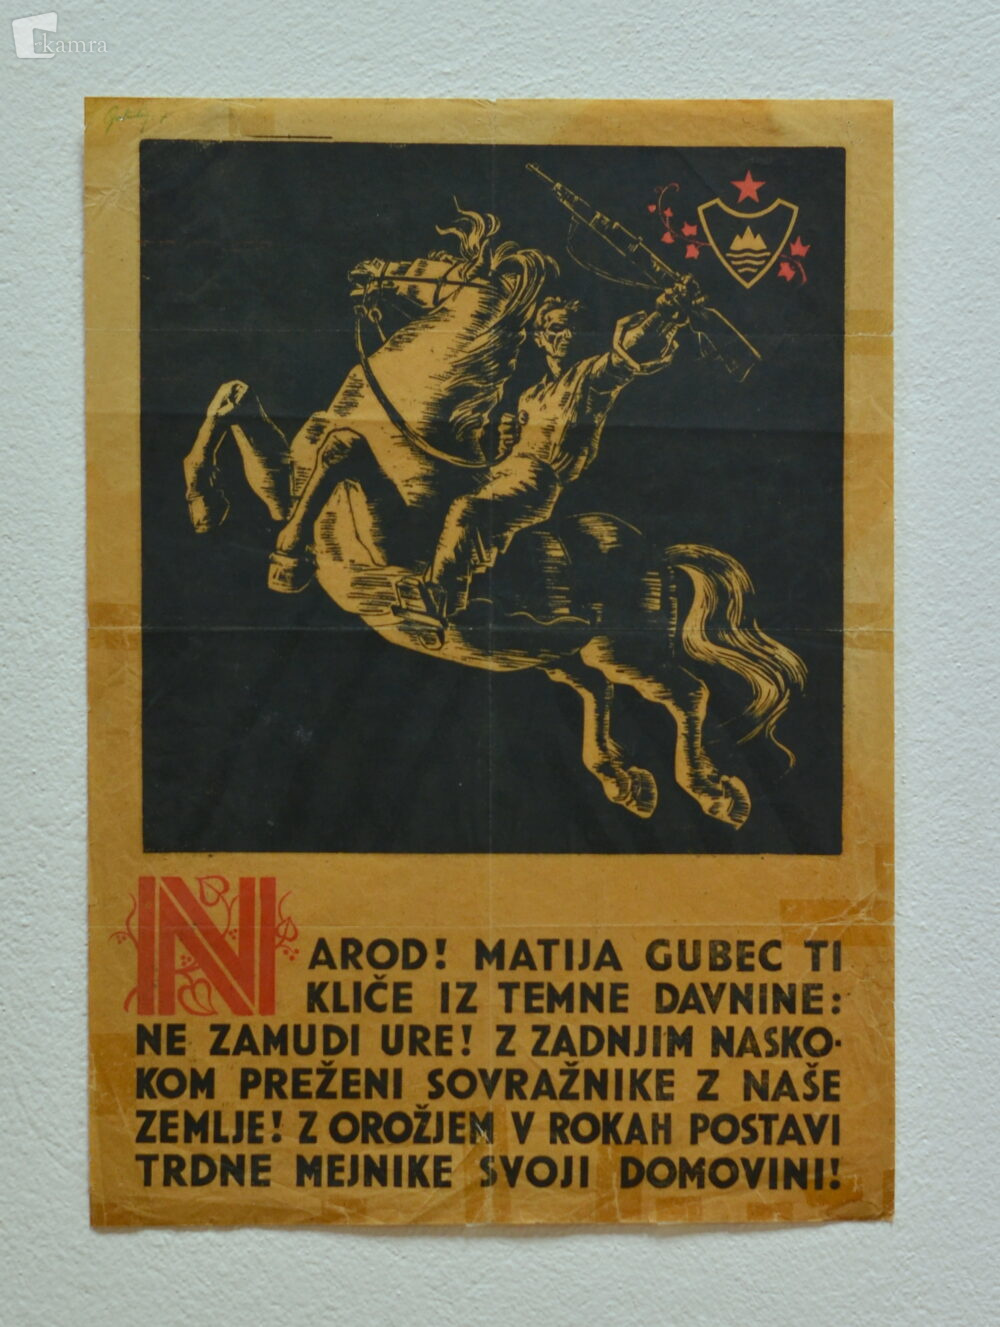 kamra
NAROD! MATIJA GUBEC TI
KLIČE IZ TEMNE DAVNINE:
NE ZAMUDI URE! Z ZADNJIM NASKO-
KOM PREŽENI SOVRAŽNIKE Z NAŠE
ZEMLJE! Z OROŽJEM V ROKAH POSTAVI
TRDNE MEJNIKE SVOJI DOMOVINI!